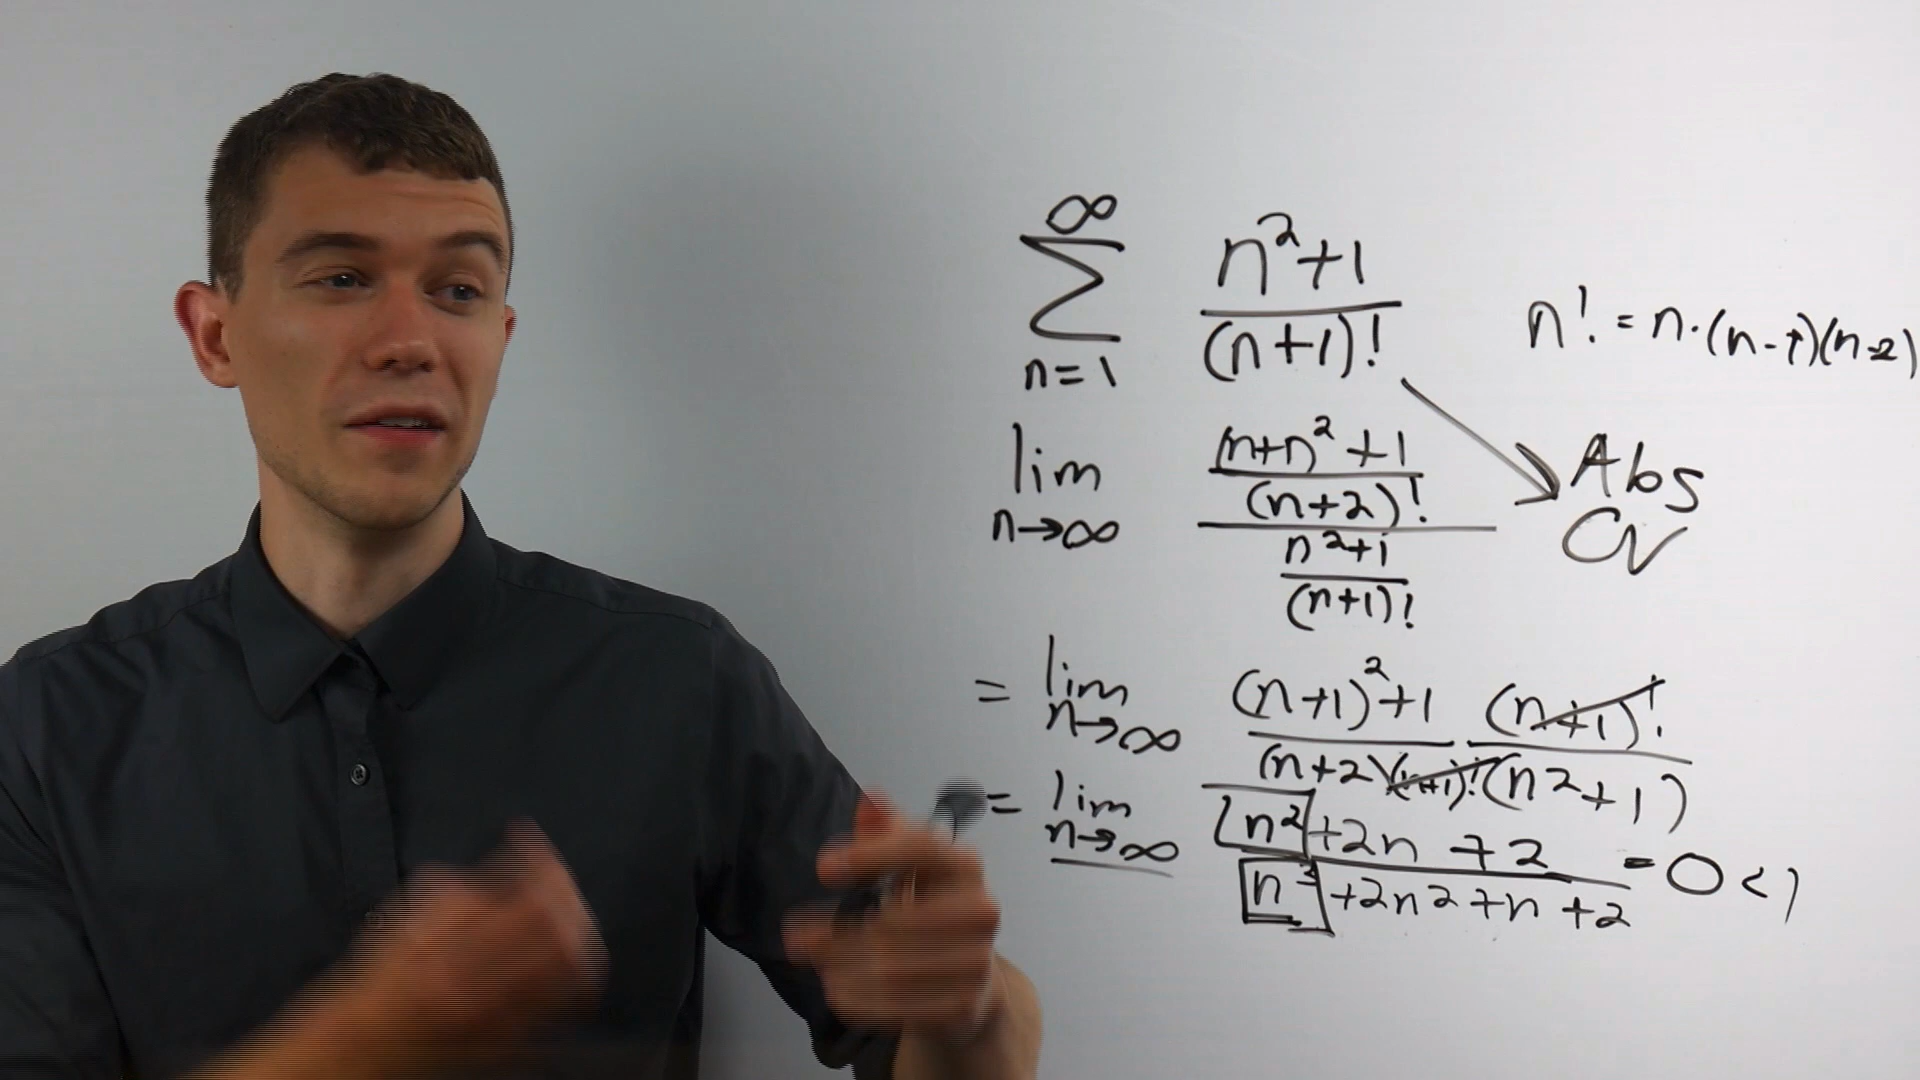 ∞
∑
n=1
n²+1
(n+1)!
n! = n·(n-1)(n-2)
lim
n→∞
(n+1)²+1
(n+2)!
n²+1
(n+1)!
Abs
CV
= lim
n→∞
(n+1)²+1 (n+1)!
(n+2)(n+1)!(n²+1)
= lim
n→∞
n²+2n+2
n³+2n²+n+2
=0<1